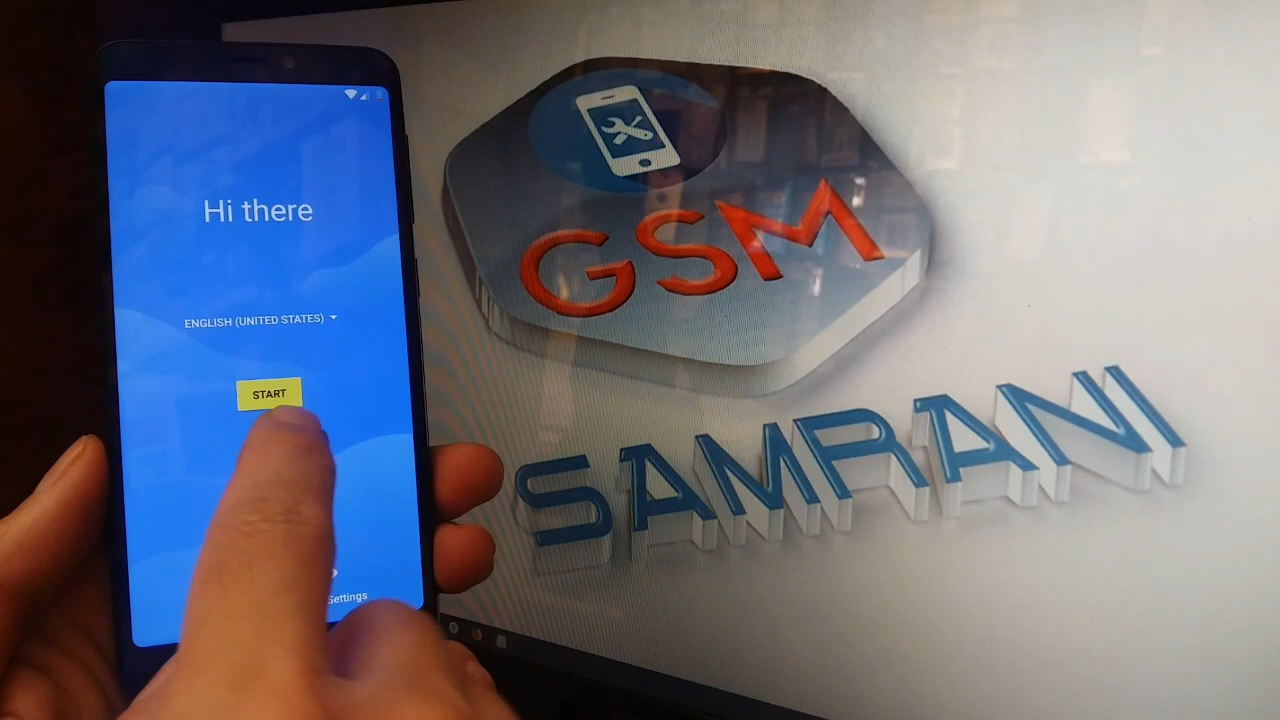 Hi there
ENGLISH (UNITED STATES)
START
Settings
GSM
SAMRANI